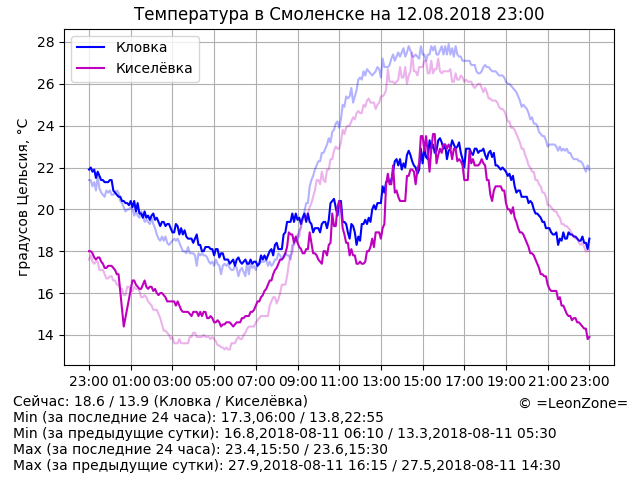 Температура в Смоленске на 12.08.2018 23:00
Кловка
Киселёвка
градусов Цельсия, °C
28
26
24
22
20
18
16
14
23:00 01:00 03:00 05:00 07:00 09:00 11:00 13:00 15:00 17:00 19:00 21:00 23:00
Сейчас: 18.6 / 13.9 (Кловка / Киселёвка)
© =LeonZone=
Min (за последние 24 часа): 17.3,06:00 / 13.8,22:55
Min (за предыдущие сутки): 16.8,2018-08-11 06:10 / 13.3,2018-08-11 05:30
Max (за последние 24 часа): 23.4,15:50 / 23.6,15:30
Max (за предыдущие сутки): 27.9,2018-08-11 16:15 / 27.5,2018-08-11 14:30